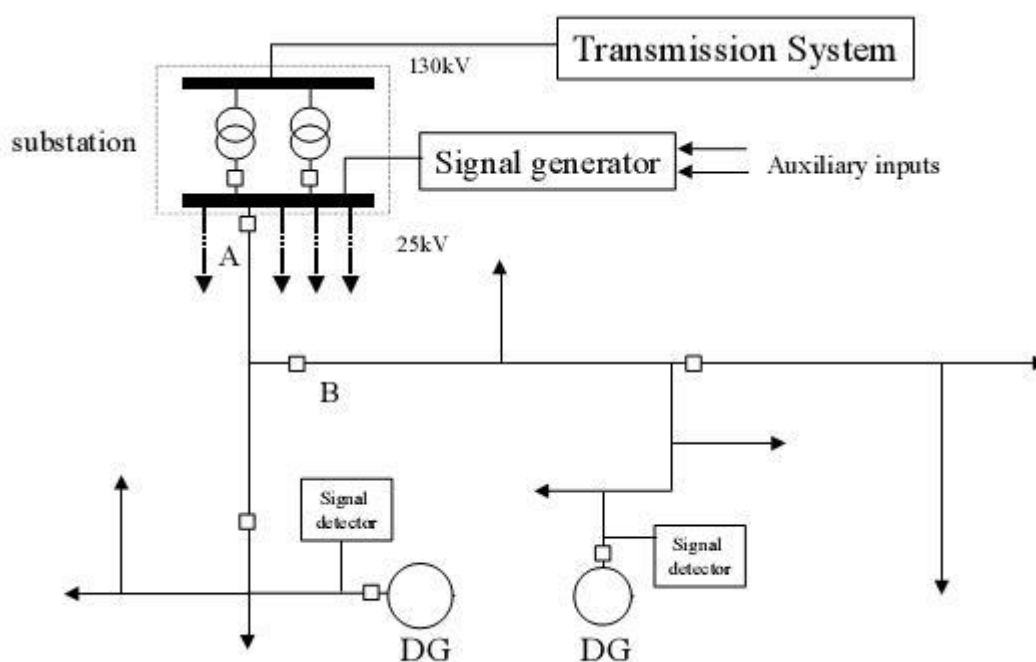 Transmission System
130kV
substation
Signal generator
Auxiliary inputs
25kV
A
B
Signal
detector
Signal
detector
DG
DG